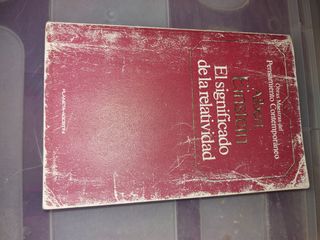 Obras Maestras del
Pensamiento Contemporáneo
Albert
Einstein
El significado
de la relatividad
PLANETA-AGOSTINI